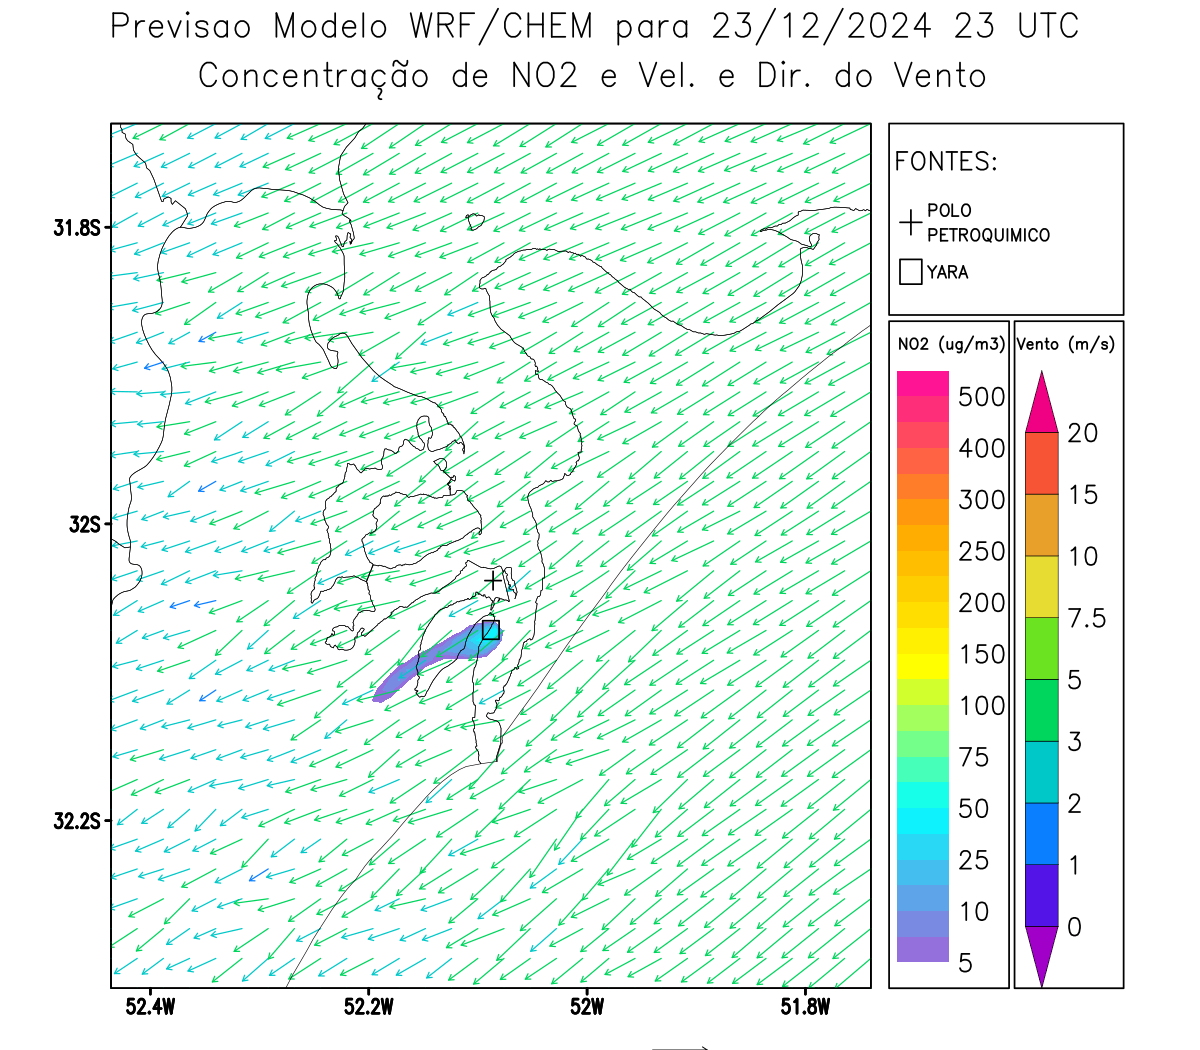 Previsao Modelo WRF/CHEM para 23/12/2024 23 UTC
Concentração de NO2 e Vel. e Dir. do Vento
FONTES:
POLO
PETROQUIMICO
YARA
31.8S
32S
32.2S
52.4W
52.2W
52W
51.8W
NO2 (ug/m3)
500
400
300
250
200
150
100
75
50
25
10
5
Vento (m/s)
20
15
10
7.5
5
3
2
1
0